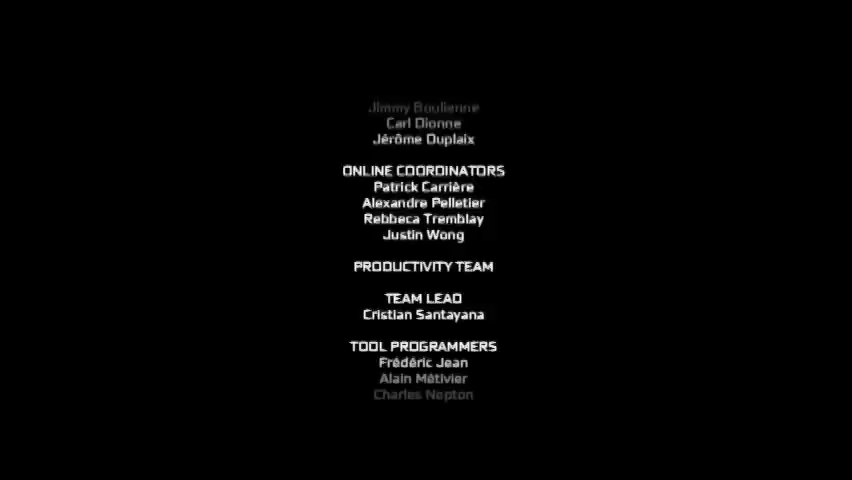 Jimmy Boulienne
Carl Dionne
Jérôme Duplaix
ONLINE COORDINATORS
Patrick Carrière
Alexandre Pelletier
Rebbeca Tremblay
Justin Wong
PRODUCTIVITY TEAM
TEAM LEAD
Cristian Santayana
TOOL PROGRAMMERS
Frédéric Jean
Alain Métivier
Charles Nepton